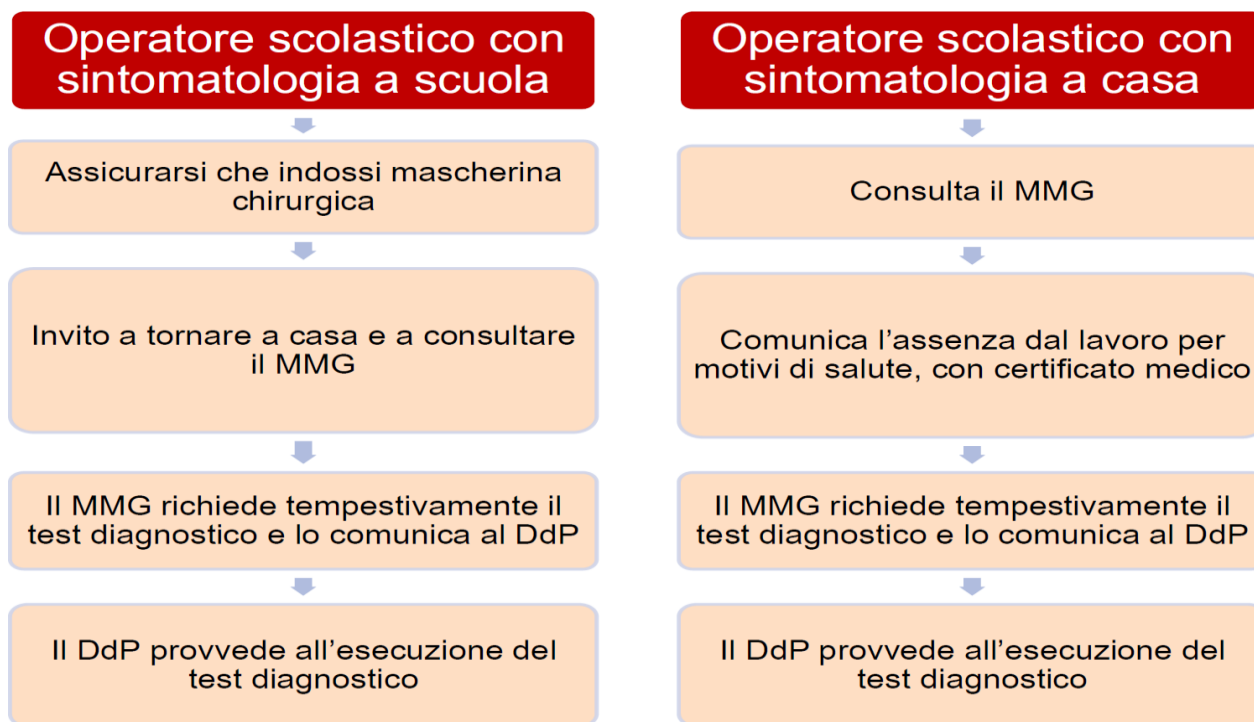 Operatore scolastico con
sintomatologia a scuola
Assicurarsi che indossi mascherina
chirurgica
Invito a tornare a casa e a consultare
il MMG
Il MMG richiede tempestivamente il
test diagnostico e lo comunica al DdP
Il DdP provvede all’esecuzione del
test diagnostico
Operatore scolastico con
sintomatologia a casa
Consulta il MMG
Comunica l’assenza dal lavoro per
motivi di salute, con certificato medico
Il MMG richiede tempestivamente il
test diagnostico e lo comunica al DdP
Il DdP provvede all’esecuzione del
test diagnostico